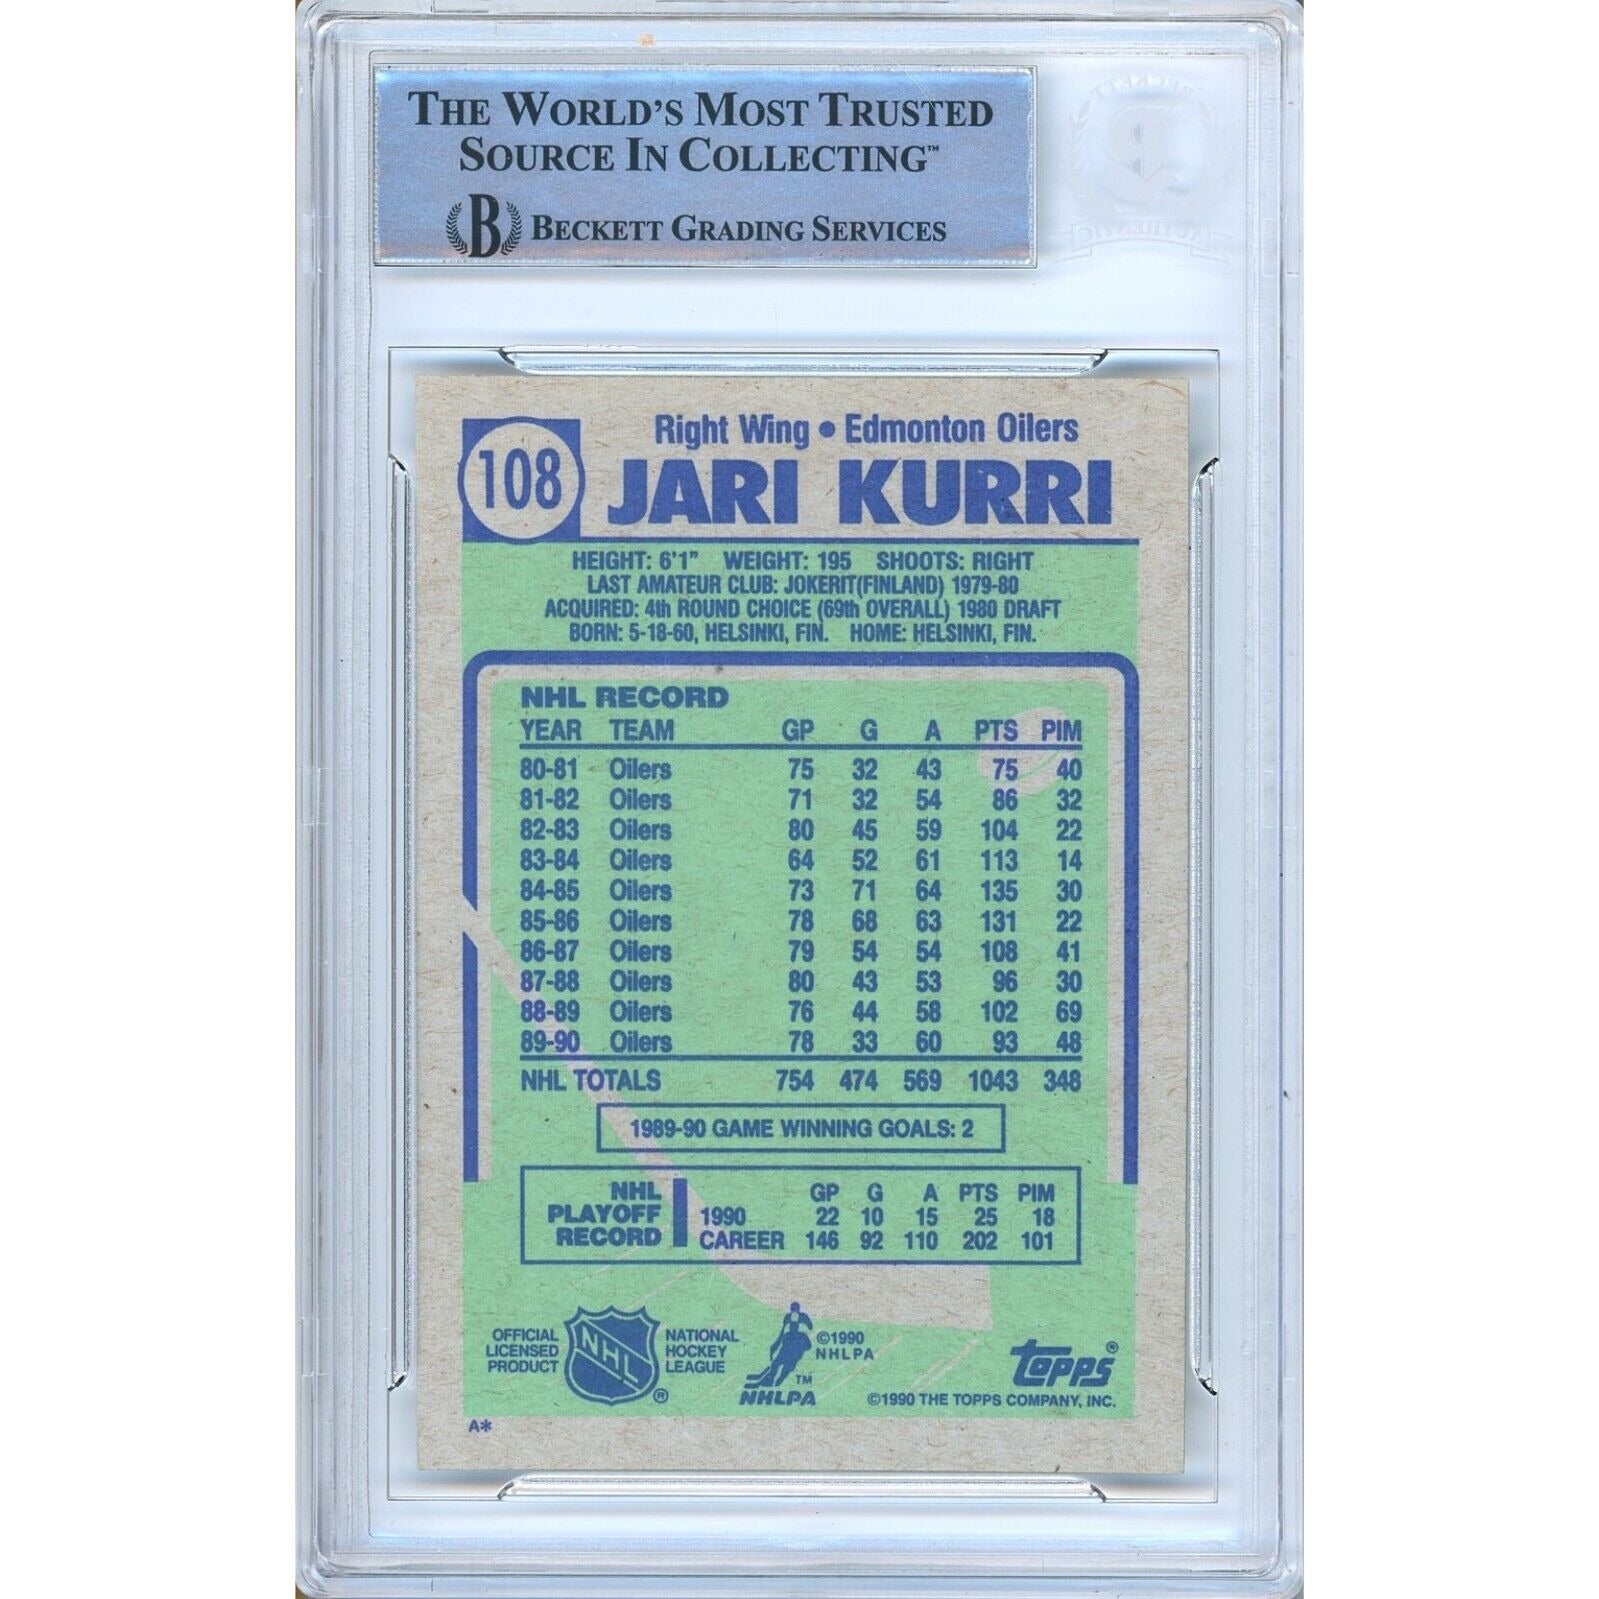 THE WORLD'S MOST TRUSTED
SOURCE IN COLLECTING™
B BECKETT GRADING SERVICES
BECKETT
B
AUTHENTIC
Right Wing • Edmonton Oilers
108 JARI KURRI
HEIGHT: 6'1" WEIGHT: 195 SHOOTS: RIGHT
LAST AMATEUR CLUB: JOKERIT(FINLAND) 1979-80
ACQUIRED: 4th ROUND CHOICE (69th OVERALL) 1980 DRAFT
BORN: 5-18-60, HELSINKI, FIN. HOME: HELSINKI, FIN.
NHL RECORD
YEAR TEAM GP G A PTS PIM
80-81 Oilers 75 32 43 75 40
81-82 Oilers 71 32 54 86 32
82-83 Oilers 80 45 59 104 22
83-84 Oilers 64 52 61 113 14
84-85 Oilers 73 71 64 135 30
85-86 Oilers 78 68 63 131 22
86-87 Oilers 79 54 54 108 41
87-88 Oilers 80 43 53 96 30
88-89 Oilers 76 44 58 102 69
89-90 Oilers 78 33 60 93 48
NHL TOTALS 754 474 569 1043 348
1989-90 GAME WINNING GOALS: 2
NHL PLAYOFF RECORD
GP G A PTS PIM
1990 22 10 15 25 18
CAREER 146 92 110 202 101
OFFICIAL LICENSED PRODUCT
NHL ®
NATIONAL HOCKEY LEAGUE
©1990 NHLPA
TM
NHLPA
topps®
©1990 THE TOPPS COMPANY, INC.
A*